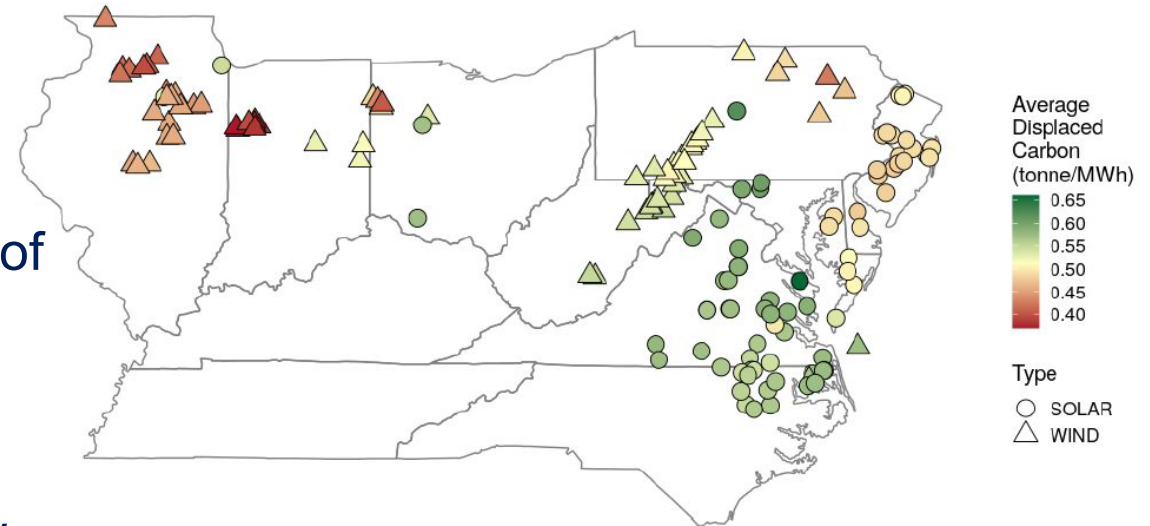 of
Average
Displaced
Carbon
(tonne/MWh)
0.65
0.60
0.55
0.50
0.45
0.40
Type
SOLAR
WIND